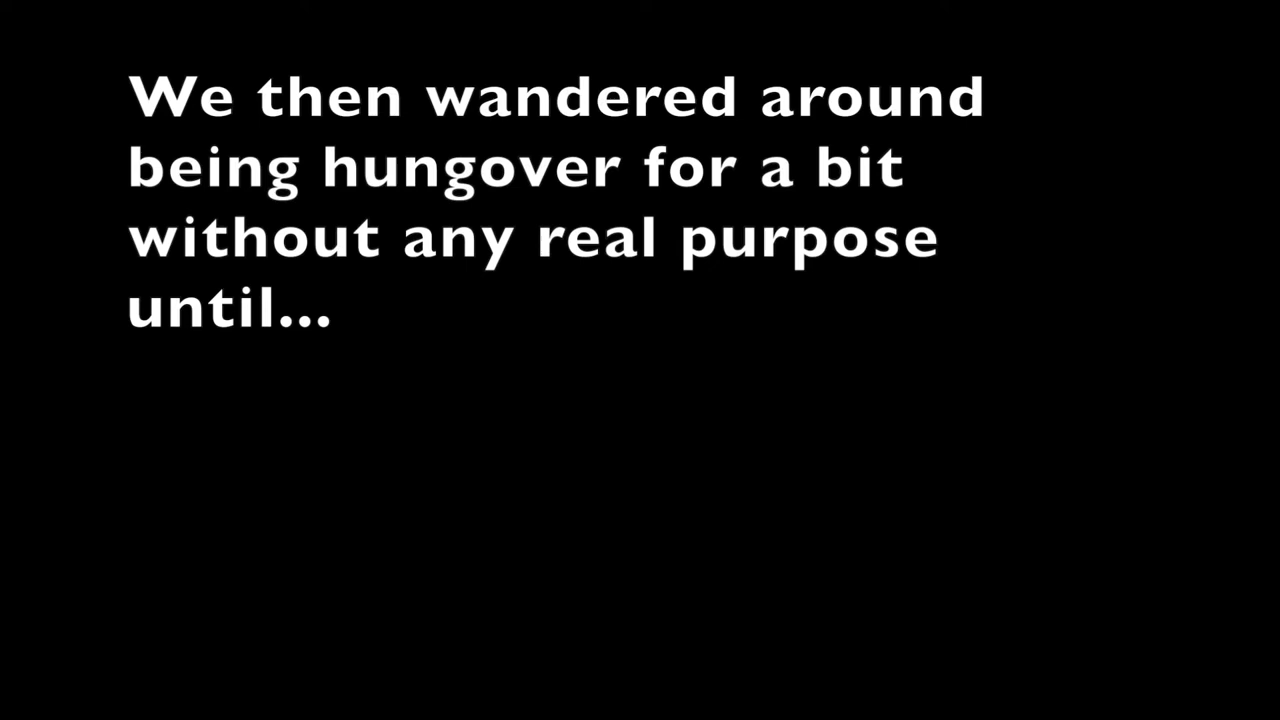 We then wandered around
being hungover for a bit
without any real purpose
until...